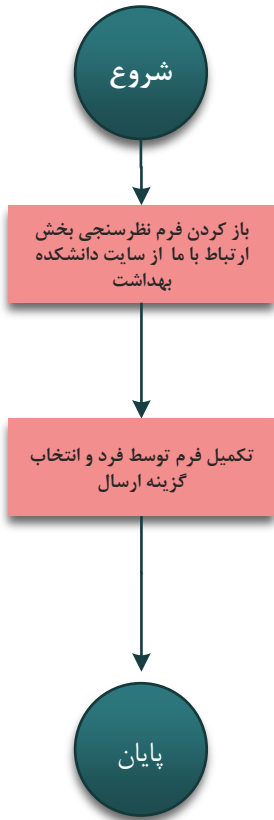 شروع
باز کردن فرم نظرسنجی بخش
ارتباط با ما از سایت دانشکده
بهداشت
تکمیل فرم توسط فرد و انتخاب
گزینه ارسال
پایان